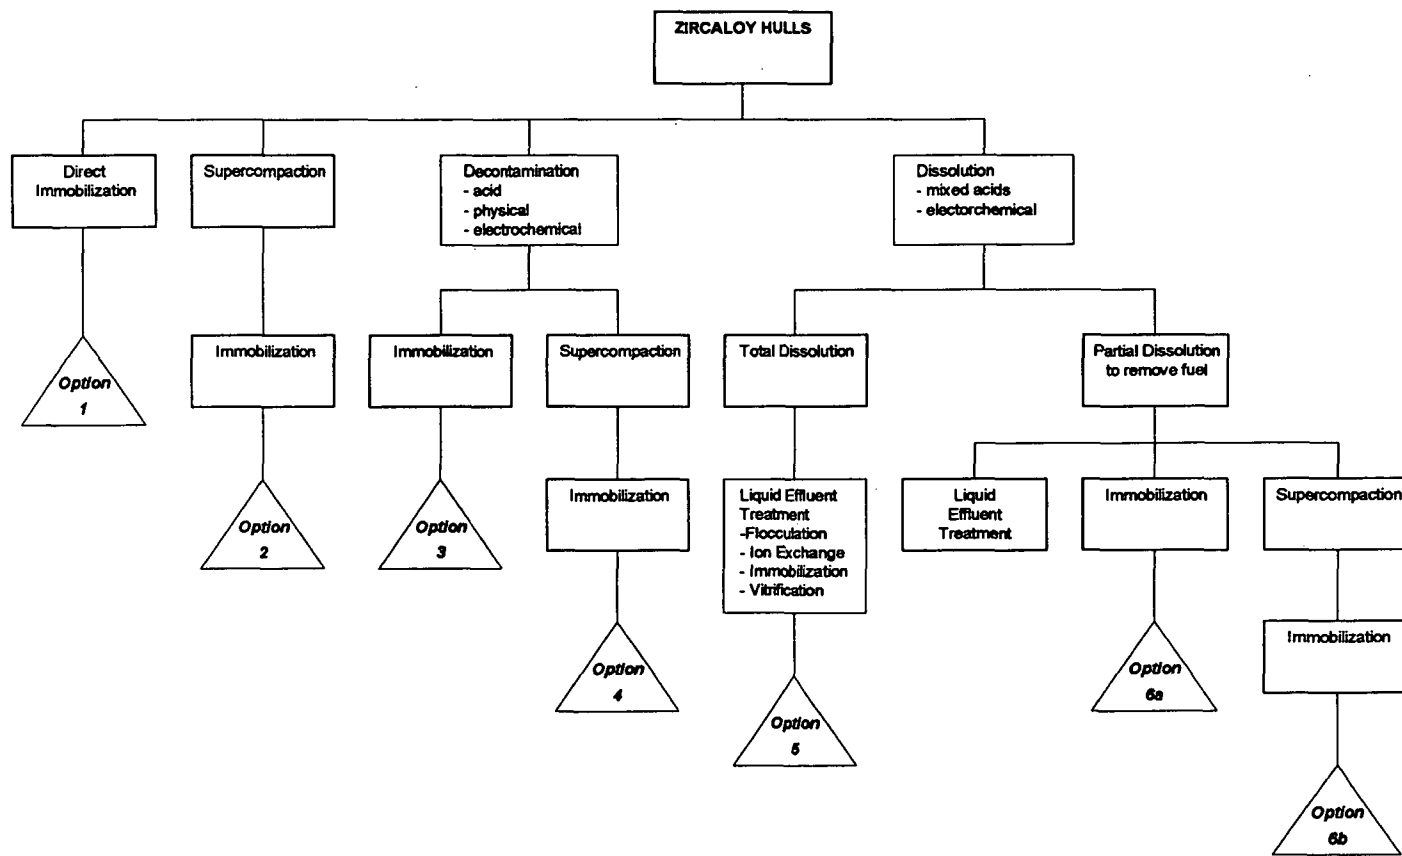 ZIRCALOY HULLS
Direct
Immobilization
Supercompaction
Decontamination
- acid
- physical
- electrochemical
Dissolution
- mixed acids
- electorchemical
Immobilization
Immobilization
Supercompaction
Total Dissolution
Partial Dissolution
to remove fuel
Option
1
Immobilization
Liquid Effluent
Treatment
-Flocculation
- Ion Exchange
- Immobilization
- Vitrification
Liquid
Effluent
Treatment
Immobilization
Supercompaction
Option
2
Option
3
Immobilization
Option
4
Option
5
Option
6a
Option
6b